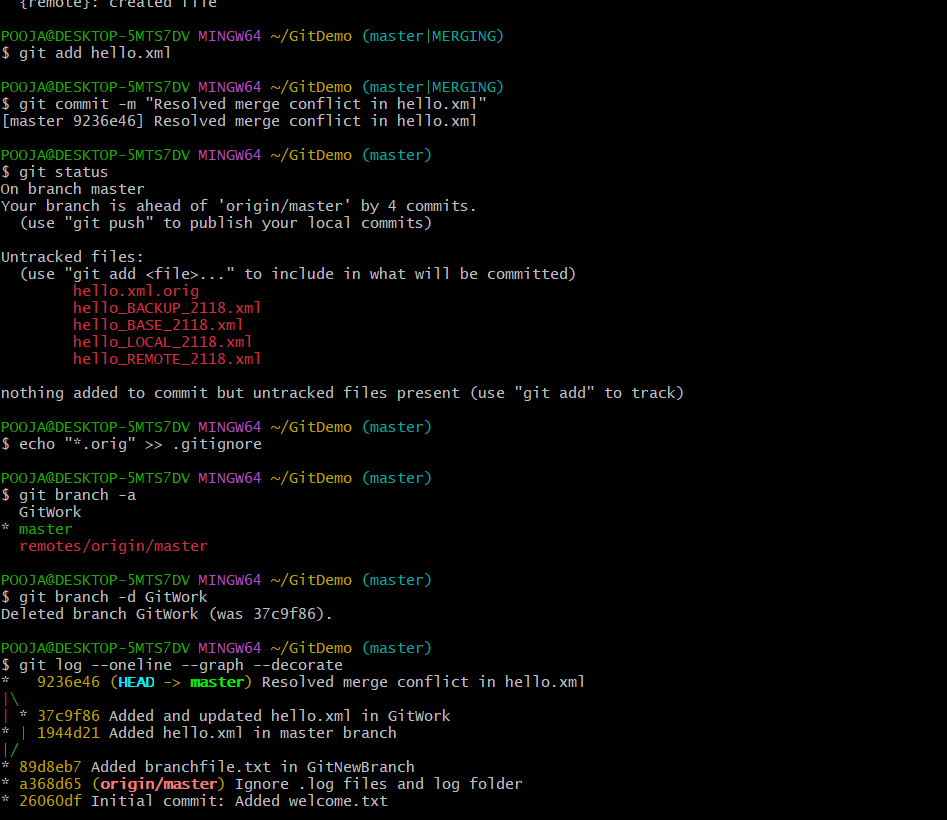 {remote}: created file
POOJA@DESKTOP-5MTS7DV MINGW64 ~/GitDemo (master|MERGING)
$ git add hello.xml
POOJA@DESKTOP-5MTS7DV MINGW64 ~/GitDemo (master|MERGING)
$ git commit -m "Resolved merge conflict in hello.xml"
[master 9236e46] Resolved merge conflict in hello.xml
POOJA@DESKTOP-5MTS7DV MINGW64 ~/GitDemo (master)
$ git status
On branch master
Your branch is ahead of 'origin/master' by 4 commits.
  (use "git push" to publish your local commits)
Untracked files:
  (use "git add <file>..." to include in what will be committed)
        hello.xml.orig
        hello_BACKUP_2118.xml
        hello_BASE_2118.xml
        hello_LOCAL_2118.xml
        hello_REMOTE_2118.xml
nothing added to commit but untracked files present (use "git add" to track)
POOJA@DESKTOP-5MTS7DV MINGW64 ~/GitDemo (master)
$ echo "*.orig" >> .gitignore
POOJA@DESKTOP-5MTS7DV MINGW64 ~/GitDemo (master)
$ git branch -a
  GitWork
* master
  remotes/origin/master
POOJA@DESKTOP-5MTS7DV MINGW64 ~/GitDemo (master)
$ git branch -d GitWork
Deleted branch GitWork (was 37c9f86).
POOJA@DESKTOP-5MTS7DV MINGW64 ~/GitDemo (master)
$ git log --oneline --graph --decorate
*   9236e46 (HEAD -> master) Resolved merge conflict in hello.xml
|\
| * 37c9f86 Added and updated hello.xml in GitWork
* | 1944d21 Added hello.xml in master branch
|/
* 89d8eb7 Added branchfile.txt in GitNewBranch
* a368d65 (origin/master) Ignore .log files and log folder
* 26060df Initial commit: Added welcome.txt